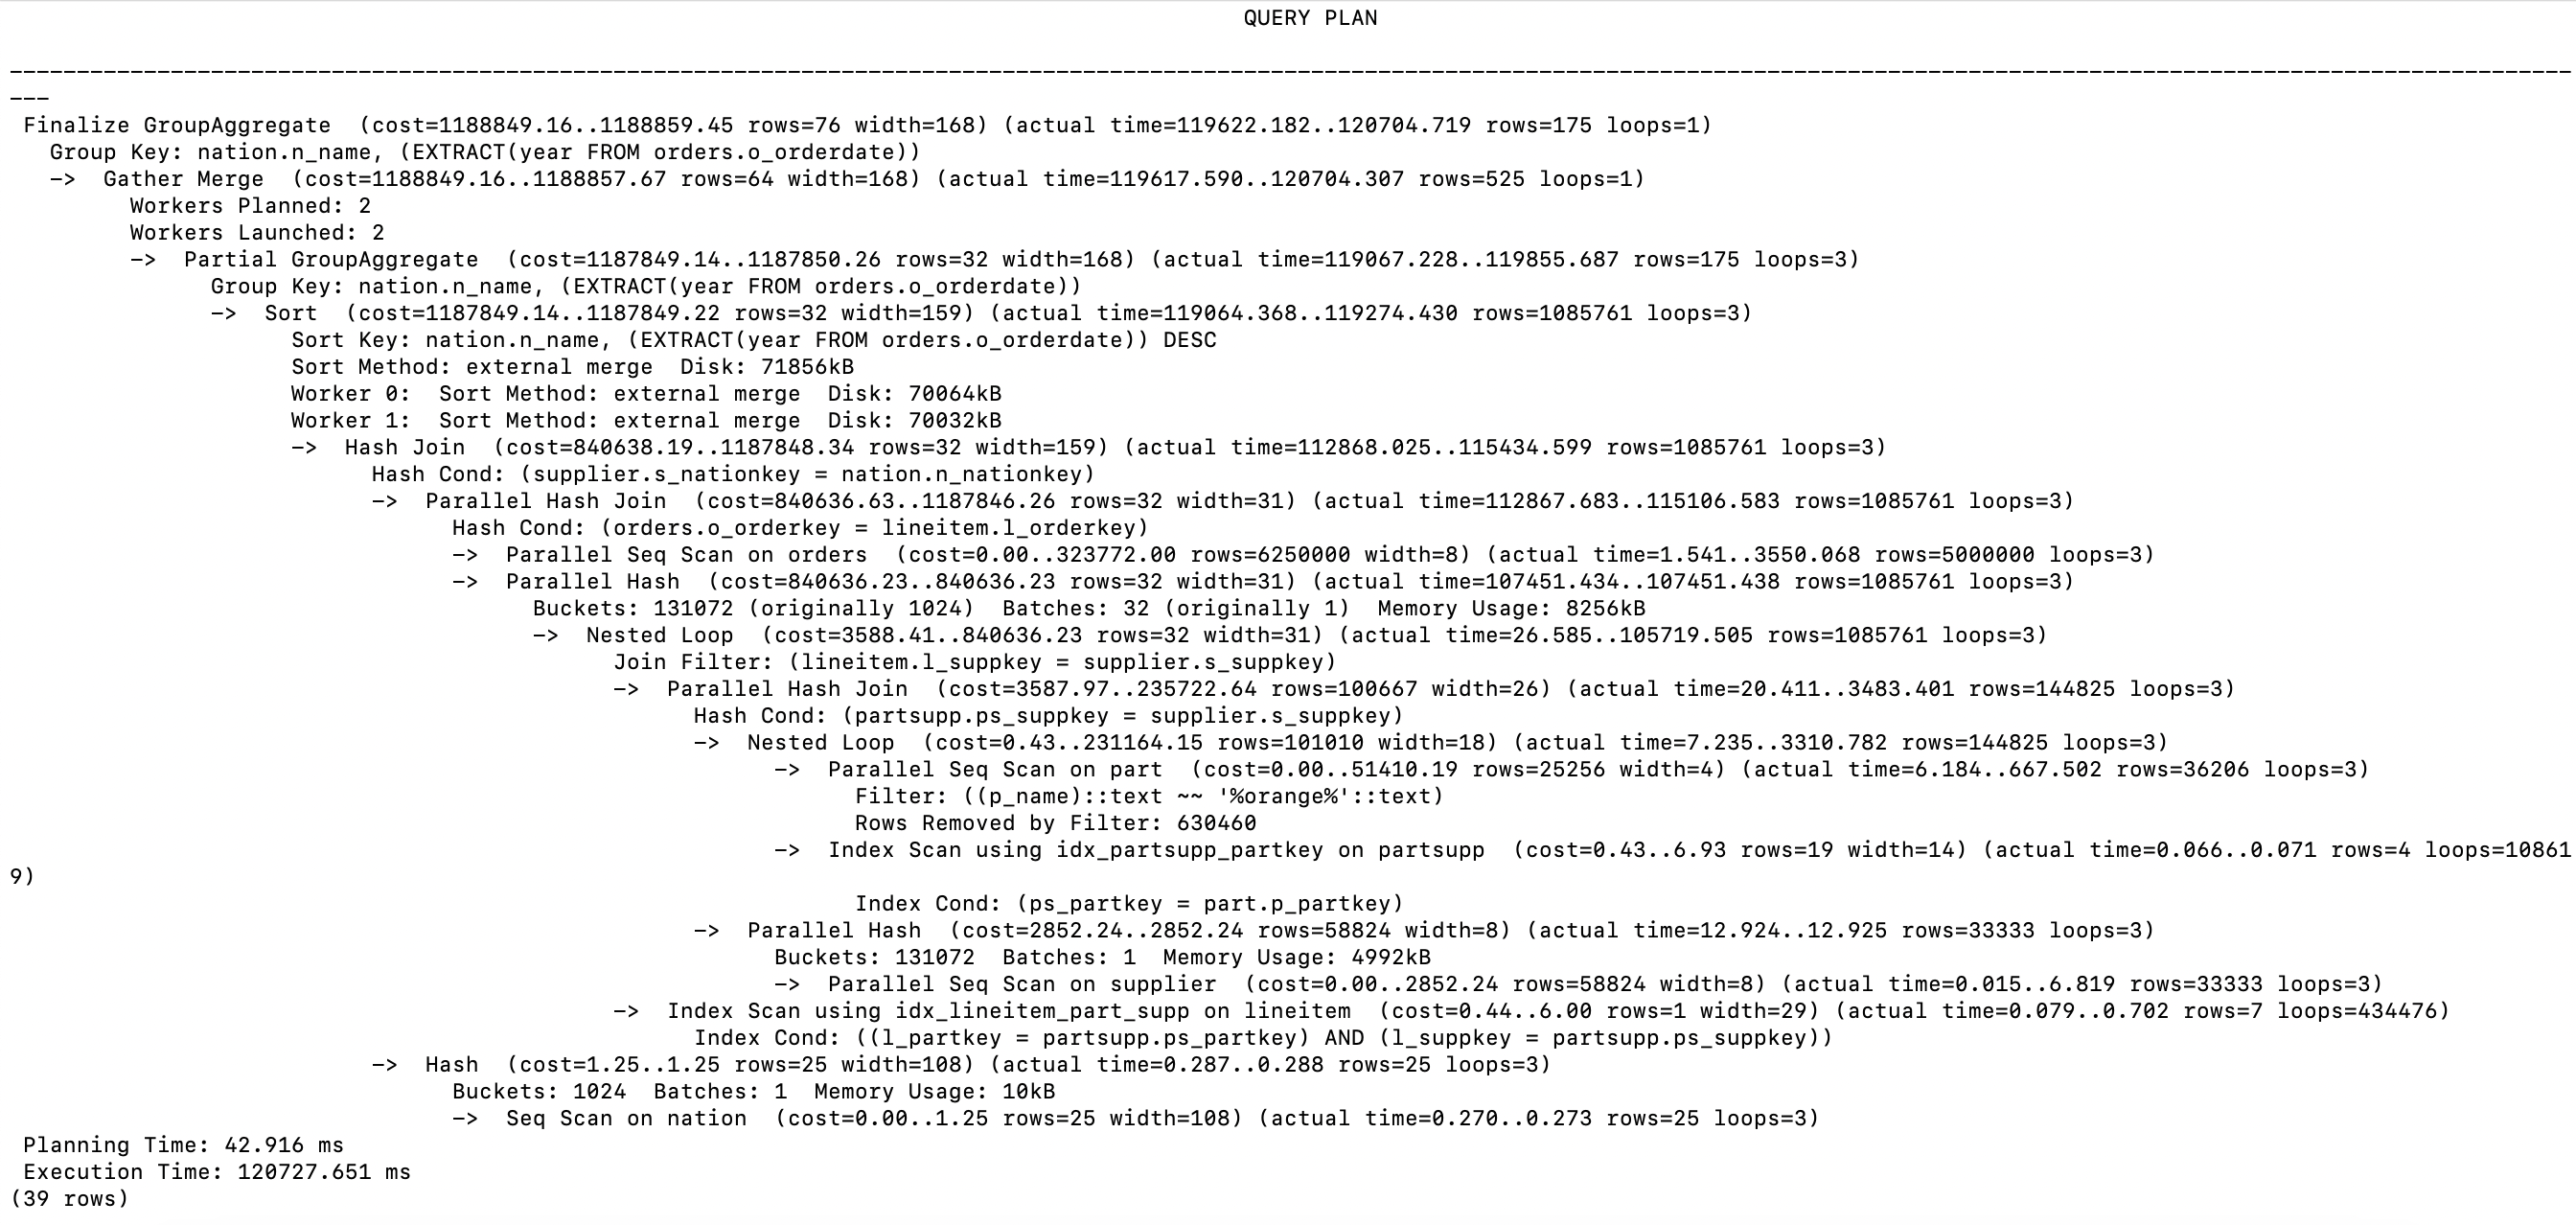 QUERY PLAN
------------------------------------------------------------------------------------------------------------------------------------------------------------------------------------------------
---
Finalize GroupAggregate  (cost=1188849.16..1188859.45 rows=76 width=168) (actual time=119622.182..120704.719 rows=175 loops=1)
  Group Key: nation.n_name, (EXTRACT(year FROM orders.o_orderdate))
  ->  Gather Merge  (cost=1188849.16..1188857.67 rows=64 width=168) (actual time=119617.590..120704.307 rows=525 loops=1)
        Workers Planned: 2
        Workers Launched: 2
        ->  Partial GroupAggregate  (cost=1187849.14..1187850.26 rows=32 width=168) (actual time=119067.228..119855.687 rows=175 loops=3)
              Group Key: nation.n_name, (EXTRACT(year FROM orders.o_orderdate))
              ->  Sort  (cost=1187849.14..1187849.22 rows=32 width=159) (actual time=119064.368..119274.430 rows=1085761 loops=3)
                    Sort Key: nation.n_name, (EXTRACT(year FROM orders.o_orderdate)) DESC
                    Sort Method: external merge  Disk: 71856kB
                    Worker 0:  Sort Method: external merge  Disk: 70064kB
                    Worker 1:  Sort Method: external merge  Disk: 70032kB
                    ->  Hash Join  (cost=840638.19..1187848.34 rows=32 width=159) (actual time=112868.025..115434.599 rows=1085761 loops=3)
                          Hash Cond: (supplier.s_nationkey = nation.n_nationkey)
                          ->  Parallel Hash Join  (cost=840636.63..1187846.26 rows=32 width=31) (actual time=112867.683..115106.583 rows=1085761 loops=3)
                                Hash Cond: (orders.o_orderkey = lineitem.l_orderkey)
                                ->  Parallel Seq Scan on orders  (cost=0.00..323772.00 rows=6250000 width=8) (actual time=1.541..3550.068 rows=5000000 loops=3)
                                ->  Parallel Hash  (cost=840636.23..840636.23 rows=32 width=31) (actual time=107451.434..107451.438 rows=1085761 loops=3)
                                      Buckets: 131072 (originally 1024)  Batches: 32 (originally 1)  Memory Usage: 8256kB
                                      ->  Nested Loop  (cost=3588.41..840636.23 rows=32 width=31) (actual time=26.585..105719.505 rows=1085761 loops=3)
                                            Join Filter: (lineitem.l_suppkey = supplier.s_suppkey)
                                            ->  Parallel Hash Join  (cost=3587.97..235722.64 rows=100667 width=26) (actual time=20.411..3483.401 rows=144825 loops=3)
                                                  Hash Cond: (partsupp.ps_suppkey = supplier.s_suppkey)
                                                  ->  Nested Loop  (cost=0.43..231164.15 rows=101010 width=18) (actual time=7.235..3310.782 rows=144825 loops=3)
                                                        ->  Parallel Seq Scan on part  (cost=0.00..51410.19 rows=25256 width=4) (actual time=6.184..667.502 rows=36206 loops=3)
                                                              Filter: ((p_name)::text ~~ '%orange%'::text)
                                                              Rows Removed by Filter: 630460
                                                        ->  Index Scan using idx_partsupp_partkey on partsupp  (cost=0.43..6.93 rows=19 width=14) (actual time=0.066..0.071 rows=4 loops=10861
9)
                                                              Index Cond: (ps_partkey = part.p_partkey)
                                                  ->  Parallel Hash  (cost=2852.24..2852.24 rows=58824 width=8) (actual time=12.924..12.925 rows=33333 loops=3)
                                                        Buckets: 131072  Batches: 1  Memory Usage: 4992kB
                                                        ->  Parallel Seq Scan on supplier  (cost=0.00..2852.24 rows=58824 width=8) (actual time=0.015..6.819 rows=33333 loops=3)
                                            ->  Index Scan using idx_lineitem_part_supp on lineitem  (cost=0.44..6.00 rows=1 width=29) (actual time=0.079..0.702 rows=7 loops=434476)
                                                  Index Cond: ((l_partkey = partsupp.ps_partkey) AND (l_suppkey = partsupp.ps_suppkey))
                          ->  Hash  (cost=1.25..1.25 rows=25 width=108) (actual time=0.287..0.288 rows=25 loops=3)
                                Buckets: 1024  Batches: 1  Memory Usage: 10kB
                                ->  Seq Scan on nation  (cost=0.00..1.25 rows=25 width=108) (actual time=0.270..0.273 rows=25 loops=3)
Planning Time: 42.916 ms
Execution Time: 120727.651 ms
(39 rows)